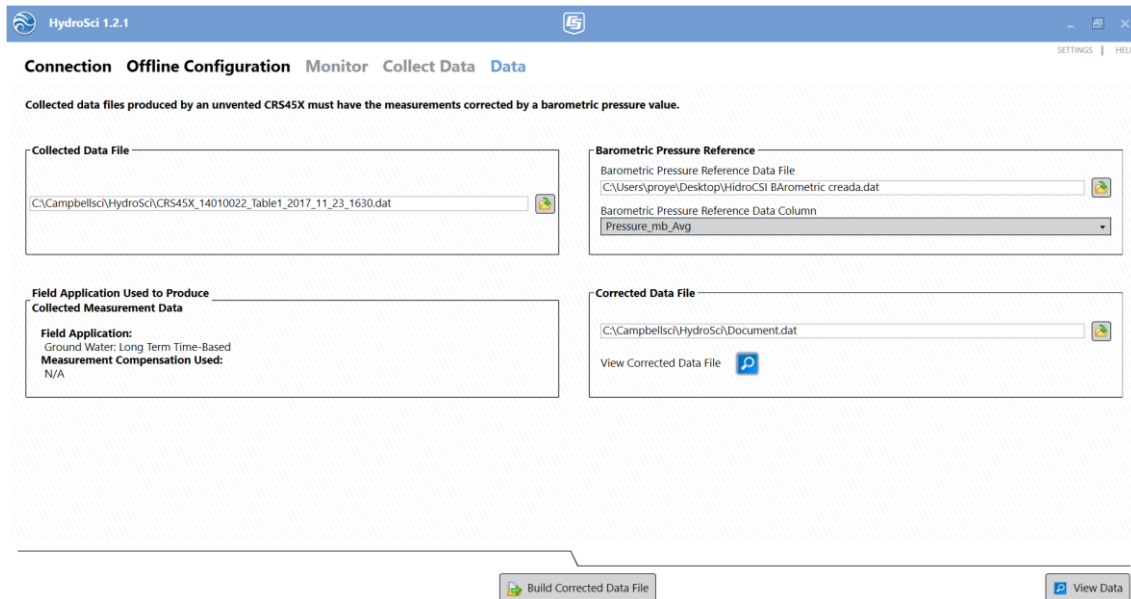 HydroSci 1.2.1
SETTINGS | HEL
Connection Offline Configuration Monitor Collect Data Data
Collected data files produced by an unvented CRS45X must have the measurements corrected by a barometric pressure value.
Collected Data File
C:\Campbellsci\HydroSci\CRS45X_14010022_Table1_2017_11_23_1630.dat
Barometric Pressure Reference
Barometric Pressure Reference Data File
C:\Users\proye\Desktop\HidroCSI BArometric creada.dat
Barometric Pressure Reference Data Column
Pressure_mb_Avg
Field Application Used to Produce
Collected Measurement Data
Field Application:
Ground Water: Long Term Time-Based
Measurement Compensation Used:
N/A
Corrected Data File
C:\Campbellsci\HydroSci\Document.dat
View Corrected Data File
Build Corrected Data File
View Data